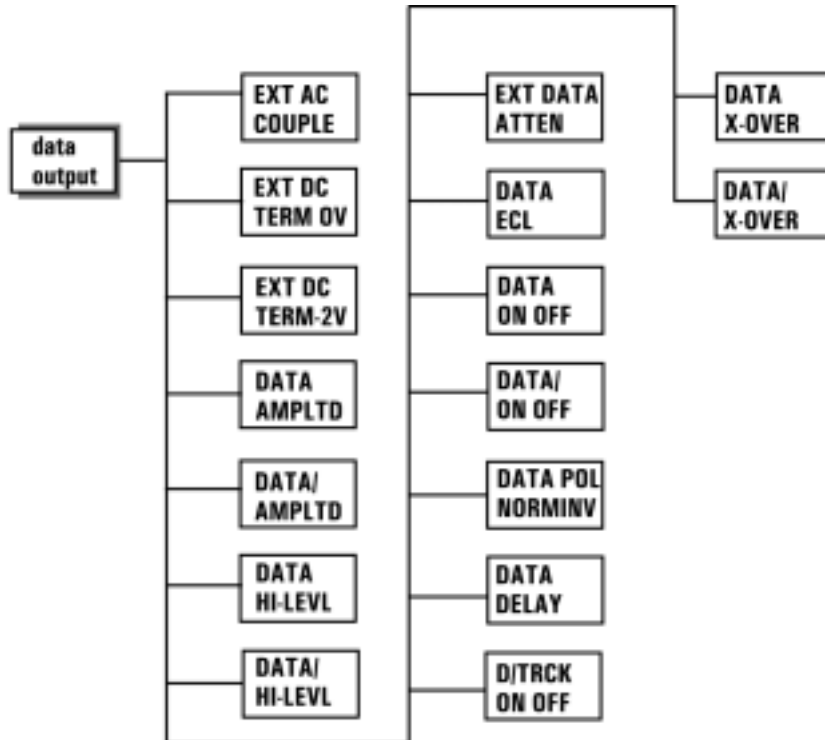 data
output
EXT AC
COUPLE
EXT DC
TERM 0V
EXT DC
TERM-2V
DATA
AMPLTD
DATA/
AMPLTD
DATA
HI-LEVL
DATA/
HI-LEVL
EXT DATA
ATTEN
DATA
ECL
DATA
ON OFF
DATA/
ON OFF
DATA POL
NORMINV
DATA
DELAY
D/TRCK
ON OFF
DATA
X-OVER
DATA/
X-OVER